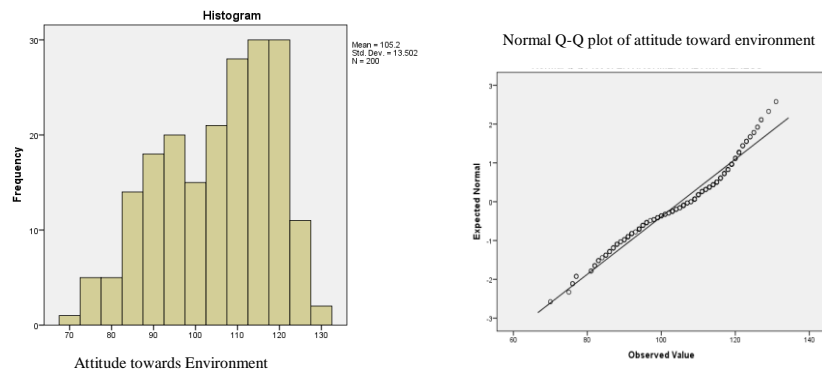 Histogram
Mean = 105.2
Std. Dev. = 13.502
N = 200
Frequency
30
20
10
0
70 80 90 100 110 120 130
Attitude towards Environment
Normal Q-Q plot of attitude toward environment
Expected Normal
3
2
1
0
-1
-2
-3
60 80 100 120 140
Observed Value